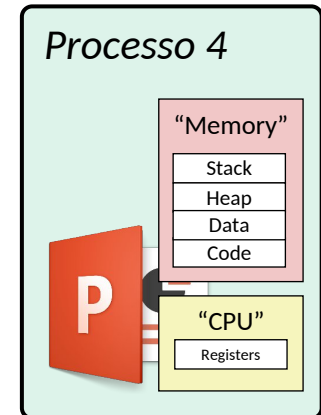 Processo 4
“Memory”
Stack
Heap
Data
Code
P
“CPU”
Registers